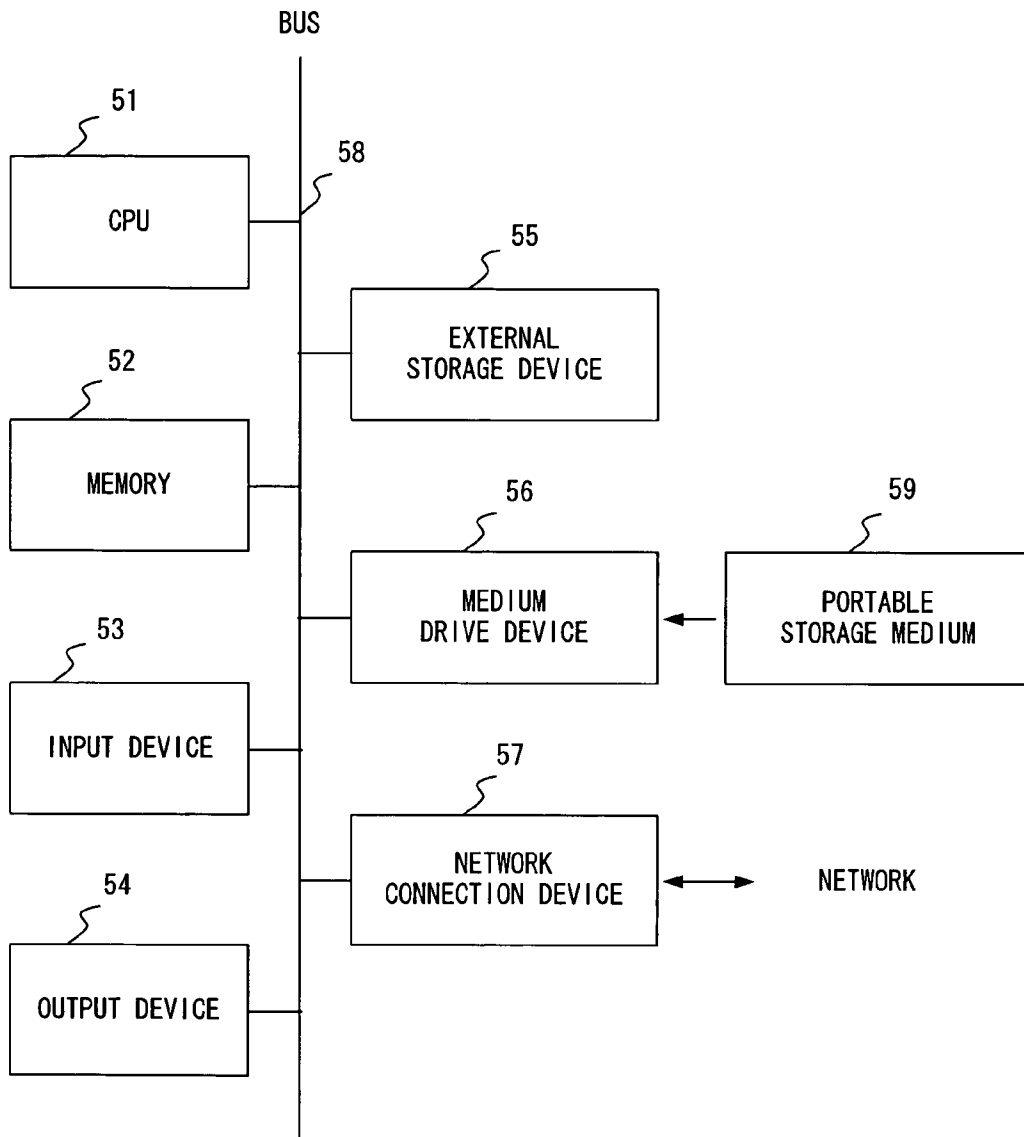 BUS
51
CPU
58
55
EXTERNAL
STORAGE DEVICE
52
MEMORY
56
MEDIUM
DRIVE DEVICE
59
PORTABLE
STORAGE MEDIUM
53
INPUT DEVICE
57
NETWORK
CONNECTION DEVICE
NETWORK
54
OUTPUT DEVICE